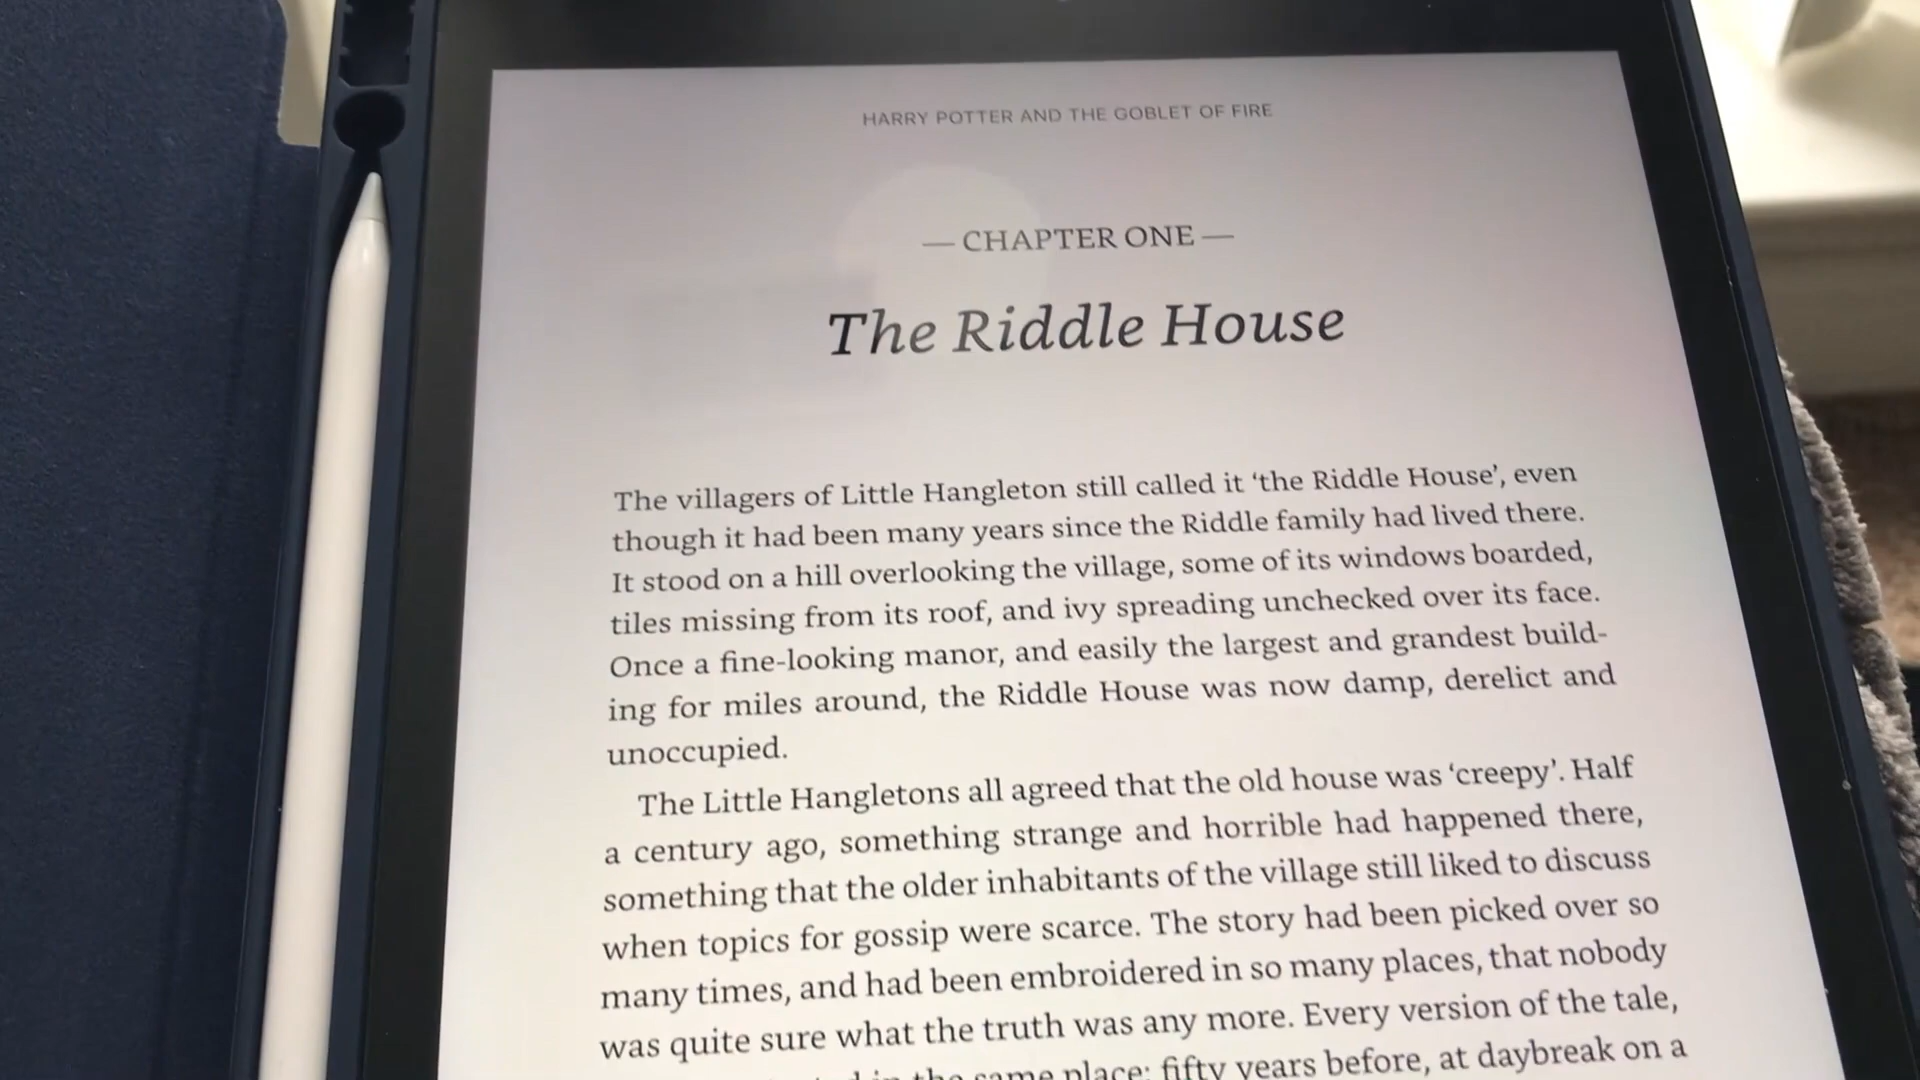 HARRY POTTER AND THE GOBLET OF FIRE
— CHAPTER ONE —
The Riddle House
The villagers of Little Hangleton still called it ‘the Riddle House’, even
though it had been many years since the Riddle family had lived there.
It stood on a hill overlooking the village, some of its windows boarded,
tiles missing from its roof, and ivy spreading unchecked over its face.
Once a fine-looking manor, and easily the largest and grandest build-
ing for miles around, the Riddle House was now damp, derelict and
unoccupied.
The Little Hangletons all agreed that the old house was ‘creepy’. Half
a century ago, something strange and horrible had happened there,
something that the older inhabitants of the village still liked to discuss
when topics for gossip were scarce. The story had been picked over so
many times, and had been embroidered in so many places, that nobody
was quite sure what the truth was any more. Every version of the tale,
in the same place: fifty years before, at daybreak on a